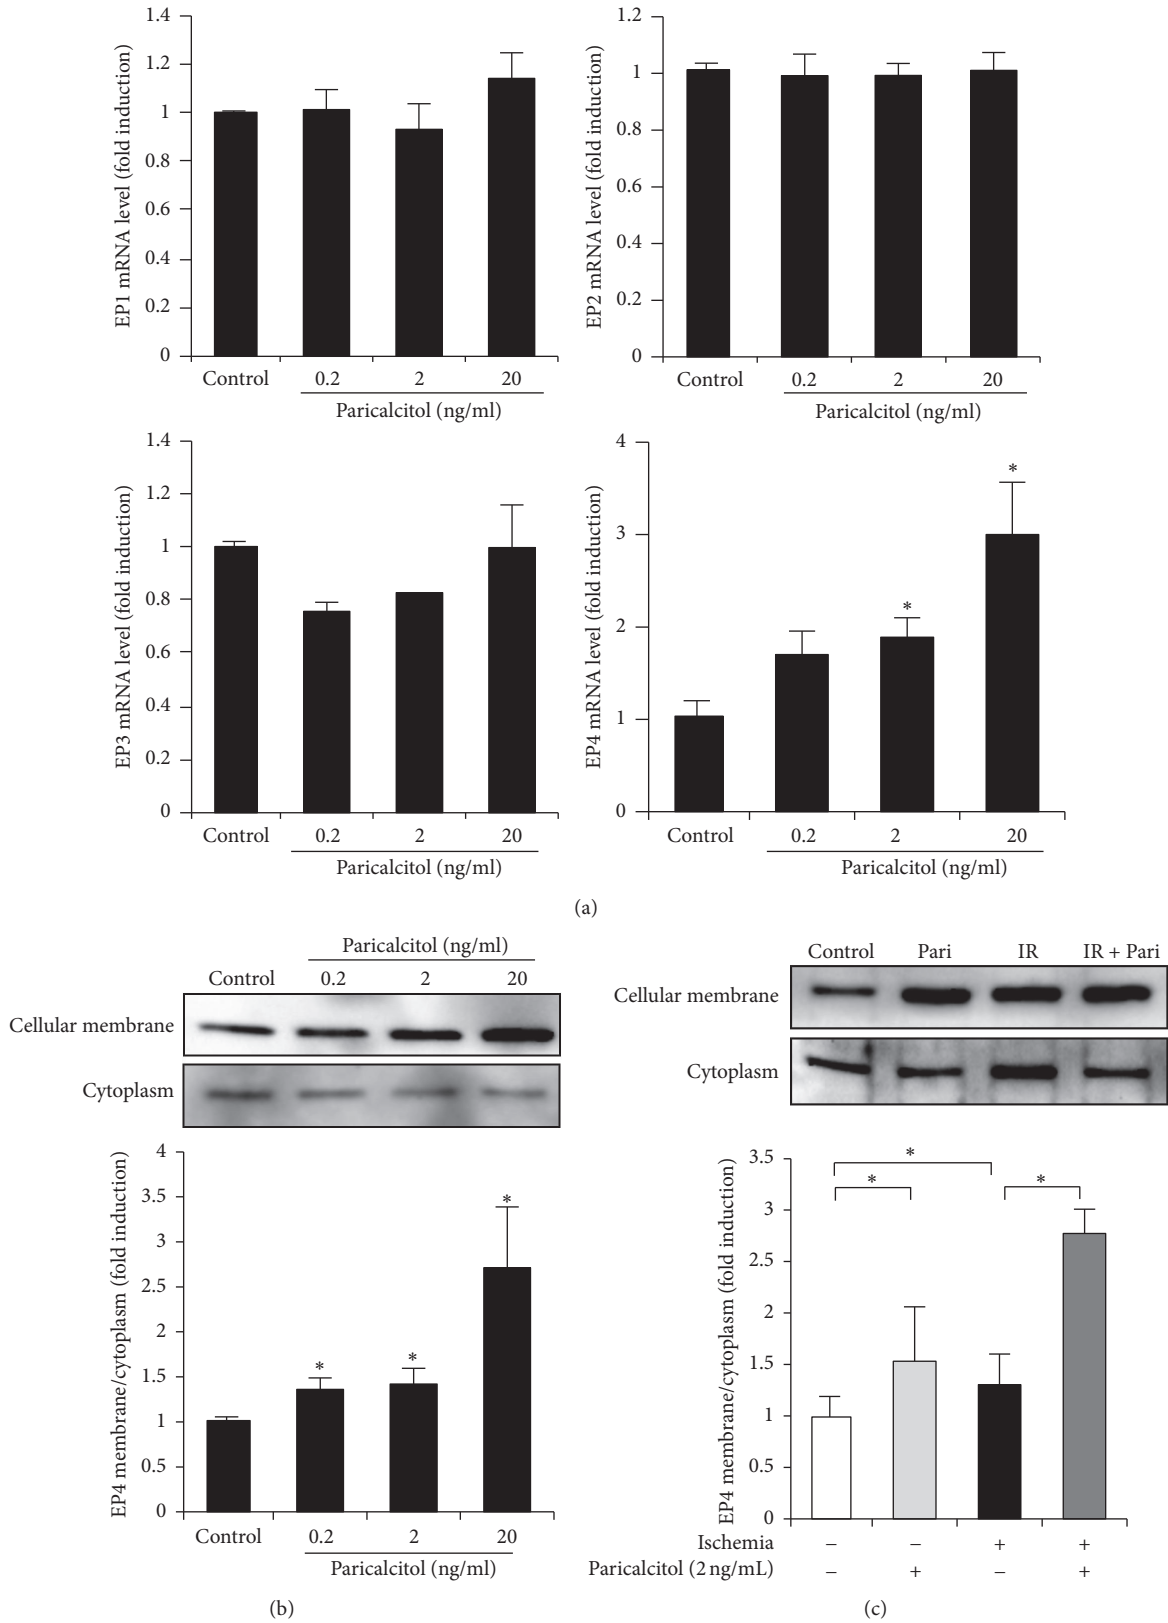 EP1 mRNA level (fold induction)
1.4
1.2
1
0.8
0.6
0.4
0.2
0
Control 0.2 2 20
Paricalcitol (ng/ml)
EP2 mRNA level (fold induction)
1.2
1
0.8
0.6
0.4
0.2
0
Control 0.2 2 20
Paricalcitol (ng/ml)
EP3 mRNA level (fold induction)
1.4
1.2
1
0.8
0.6
0.4
0.2
0
Control 0.2 2 20
Paricalcitol (ng/ml)
EP4 mRNA level (fold induction)
4
3
2
1
0
*
*
Control 0.2 2 20
Paricalcitol (ng/ml)
(a)
Paricalcitol (ng/ml)
Control 0.2 2 20
Cellular membrane
Cytoplasm
EP4 membrane/cytoplasm (fold induction)
4
3.5
3
2.5
2
1.5
1
0.5
0
* * *
Control 0.2 2 20
Paricalcitol (ng/ml)
(b)
Control Pari IR IR + Pari
Cellular membrane
Cytoplasm
EP4 membrane/cytoplasm (fold induction)
3.5
3
2.5
2
1.5
1
0.5
0
*
* *
Ischemia – – + +
Paricalcitol (2 ng/mL) – + – +
(c)